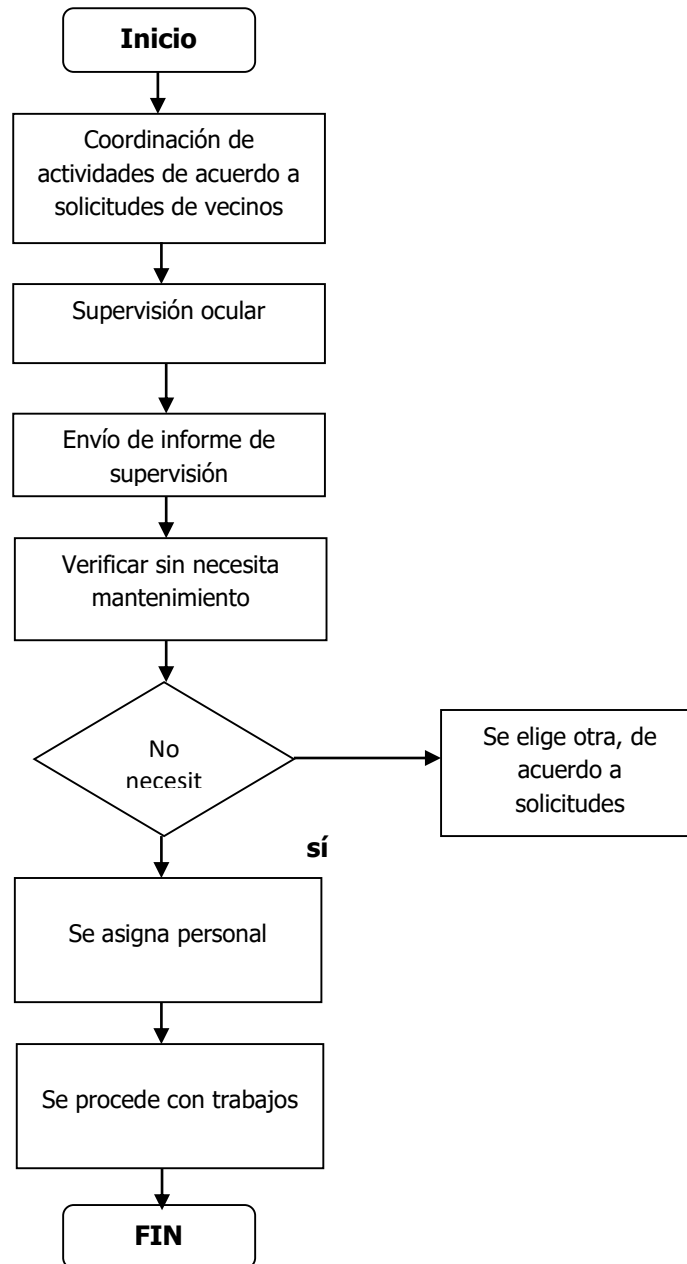 Inicio
Coordinación de
actividades de acuerdo a
solicitudes de vecinos
Supervisión ocular
Envío de informe de
supervisión
Verificar sin necesita
mantenimiento
No
necesit
Se elige otra, de
acuerdo a
solicitudes
sí
Se asigna personal
Se procede con trabajos
FIN